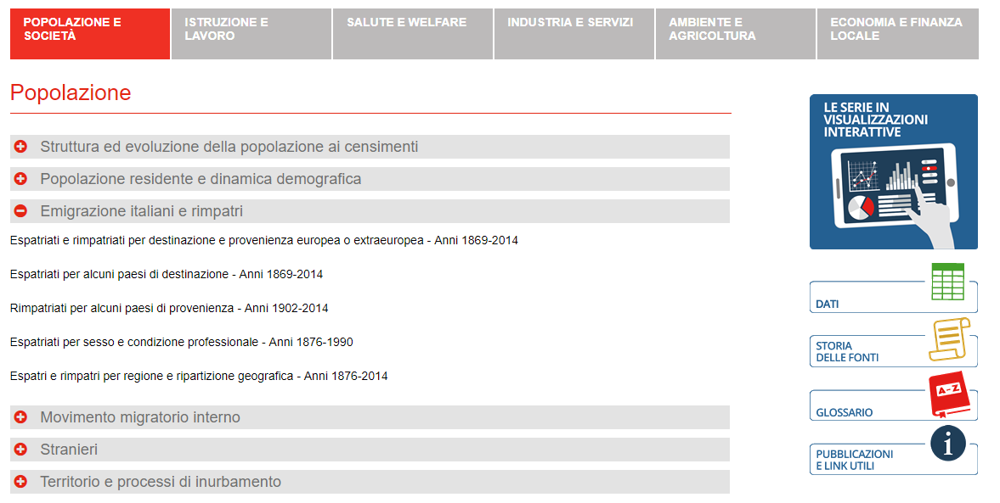 POPOLAZIONE E
SOCIETÀ
ISTRUZIONE E
LAVORO
SALUTE E WELFARE
INDUSTRIA E SERVIZI
AMBIENTE E
AGRICOLTURA
ECONOMIA E FINANZA
LOCALE
Popolazione
Struttura ed evoluzione della popolazione ai censimenti
Popolazione residente e dinamica demografica
Emigrazione italiani e rimpatri
Espatriati e rimpatriati per destinazione e provenienza europea o extraeuropea - Anni 1869-2014
Espatriati per alcuni paesi di destinazione - Anni 1869-2014
Rimpatriati per alcuni paesi di provenienza - Anni 1902-2014
Espatriati per sesso e condizione professionale - Anni 1876-1990
Espatri e rimpatri per regione e ripartizione geografica - Anni 1876-2014
Movimento migratorio interno
Stranieri
Territorio e processi di inurbamento
LE SERIE IN
VISUALIZZAZIONI
INTERATTIVE
DATI
STORIA
DELLE FONTI
A-Z
GLOSSARIO
i
PUBBLICAZIONI
E LINK UTILI